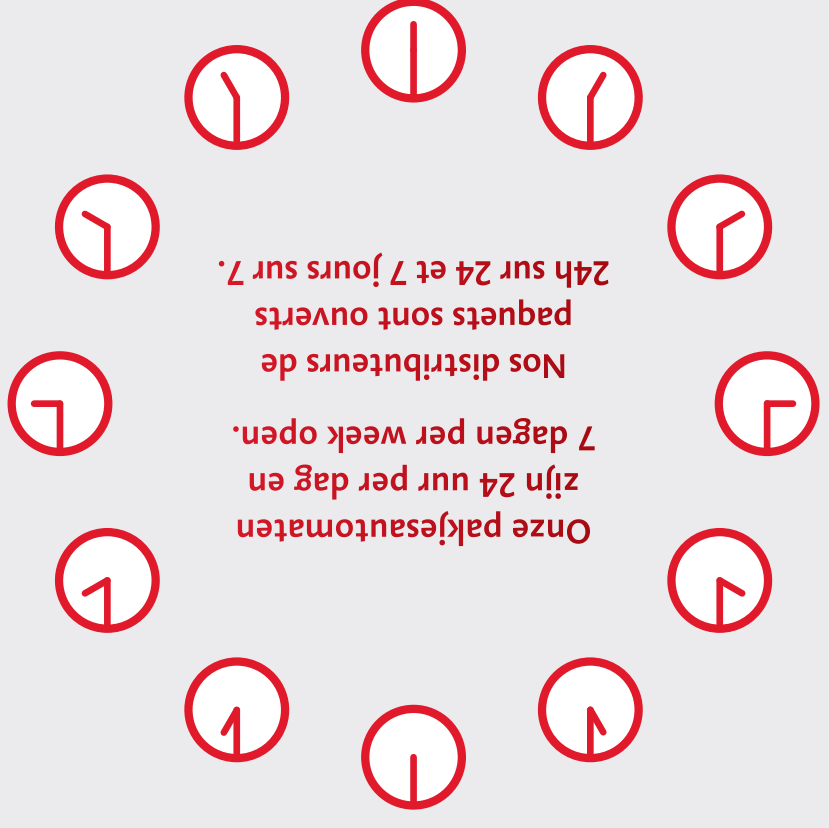 Onze pakjesautomaten
zijn 24 uur per dag en
7 dagen per week open.
Nos distributeurs de
paquets sont ouverts
24h sur 24 et 7 jours sur 7.